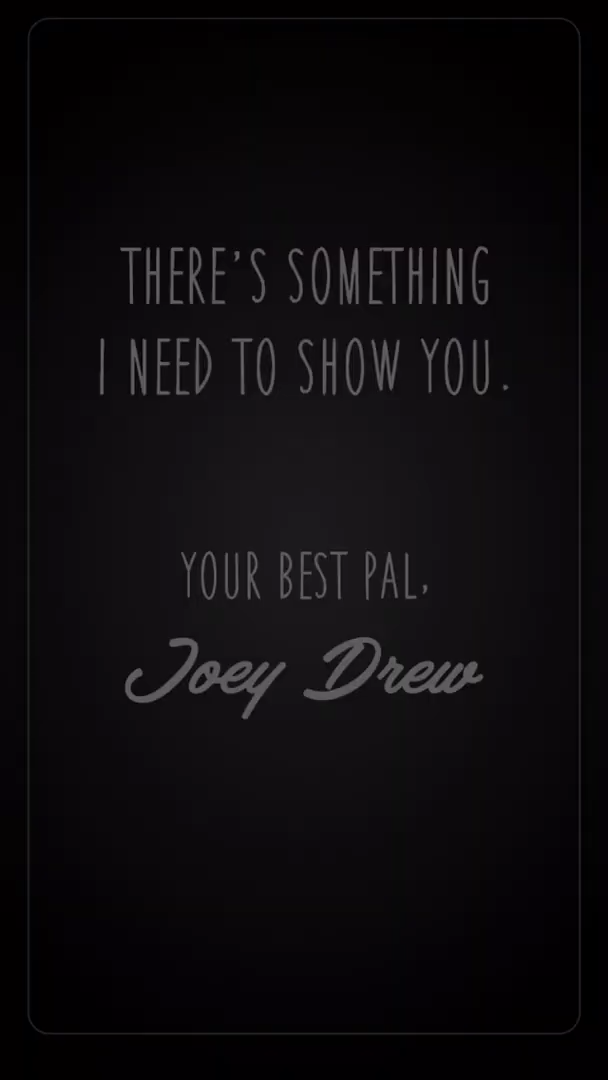 THERE'S SOMETHING
I NEED TO SHOW YOU.
YOUR BEST PAL,
Joey Drew